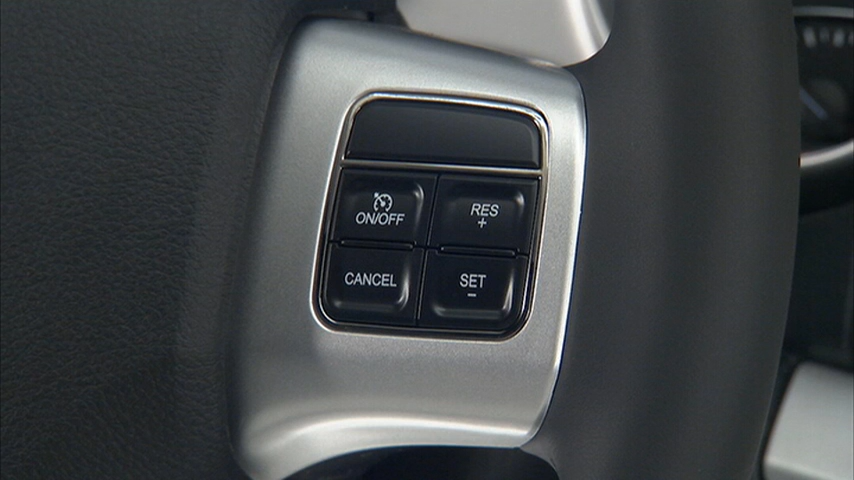 ON/OFF
RES
+
CANCEL
SET
-